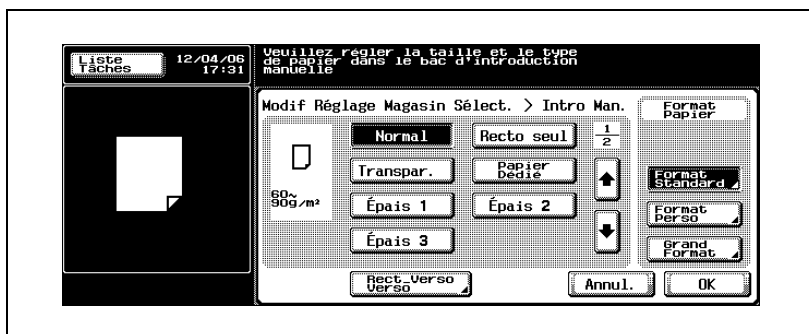 Liste
Tâches
12/04/06
17:31
Veuillez régler la taille et le type
de papier dans le bac d'introduction
manuelle
Modif Réglage Magasin Sélect. > Intro Man.
Format
Papier
Normal
Recto seul
1
2
Transpar.
Papier
Dédié
Format
Standard
60~
90g/m²
Épais 1
Épais 2
Format
Perso
Épais 3
Grand
Format
Rect_Verso
Verso
Annul.
OK